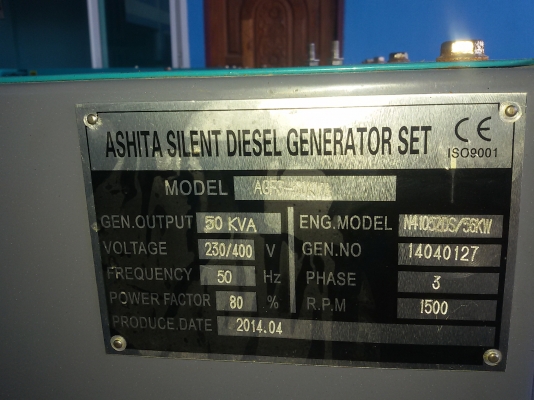 ASHITA SILENT DIESEL GENERATOR SET CE
ISO9001
MODEL
GEN.OUTPUT 50 KVA ENG.MODEL
VOLTAGE 230/400 V GEN.NO 14040127
FREQUENCY 50 Hz PHASE 3
POWER FACTOR 80 % R.P.M 1500
PRODUCE.DATE 2014.04